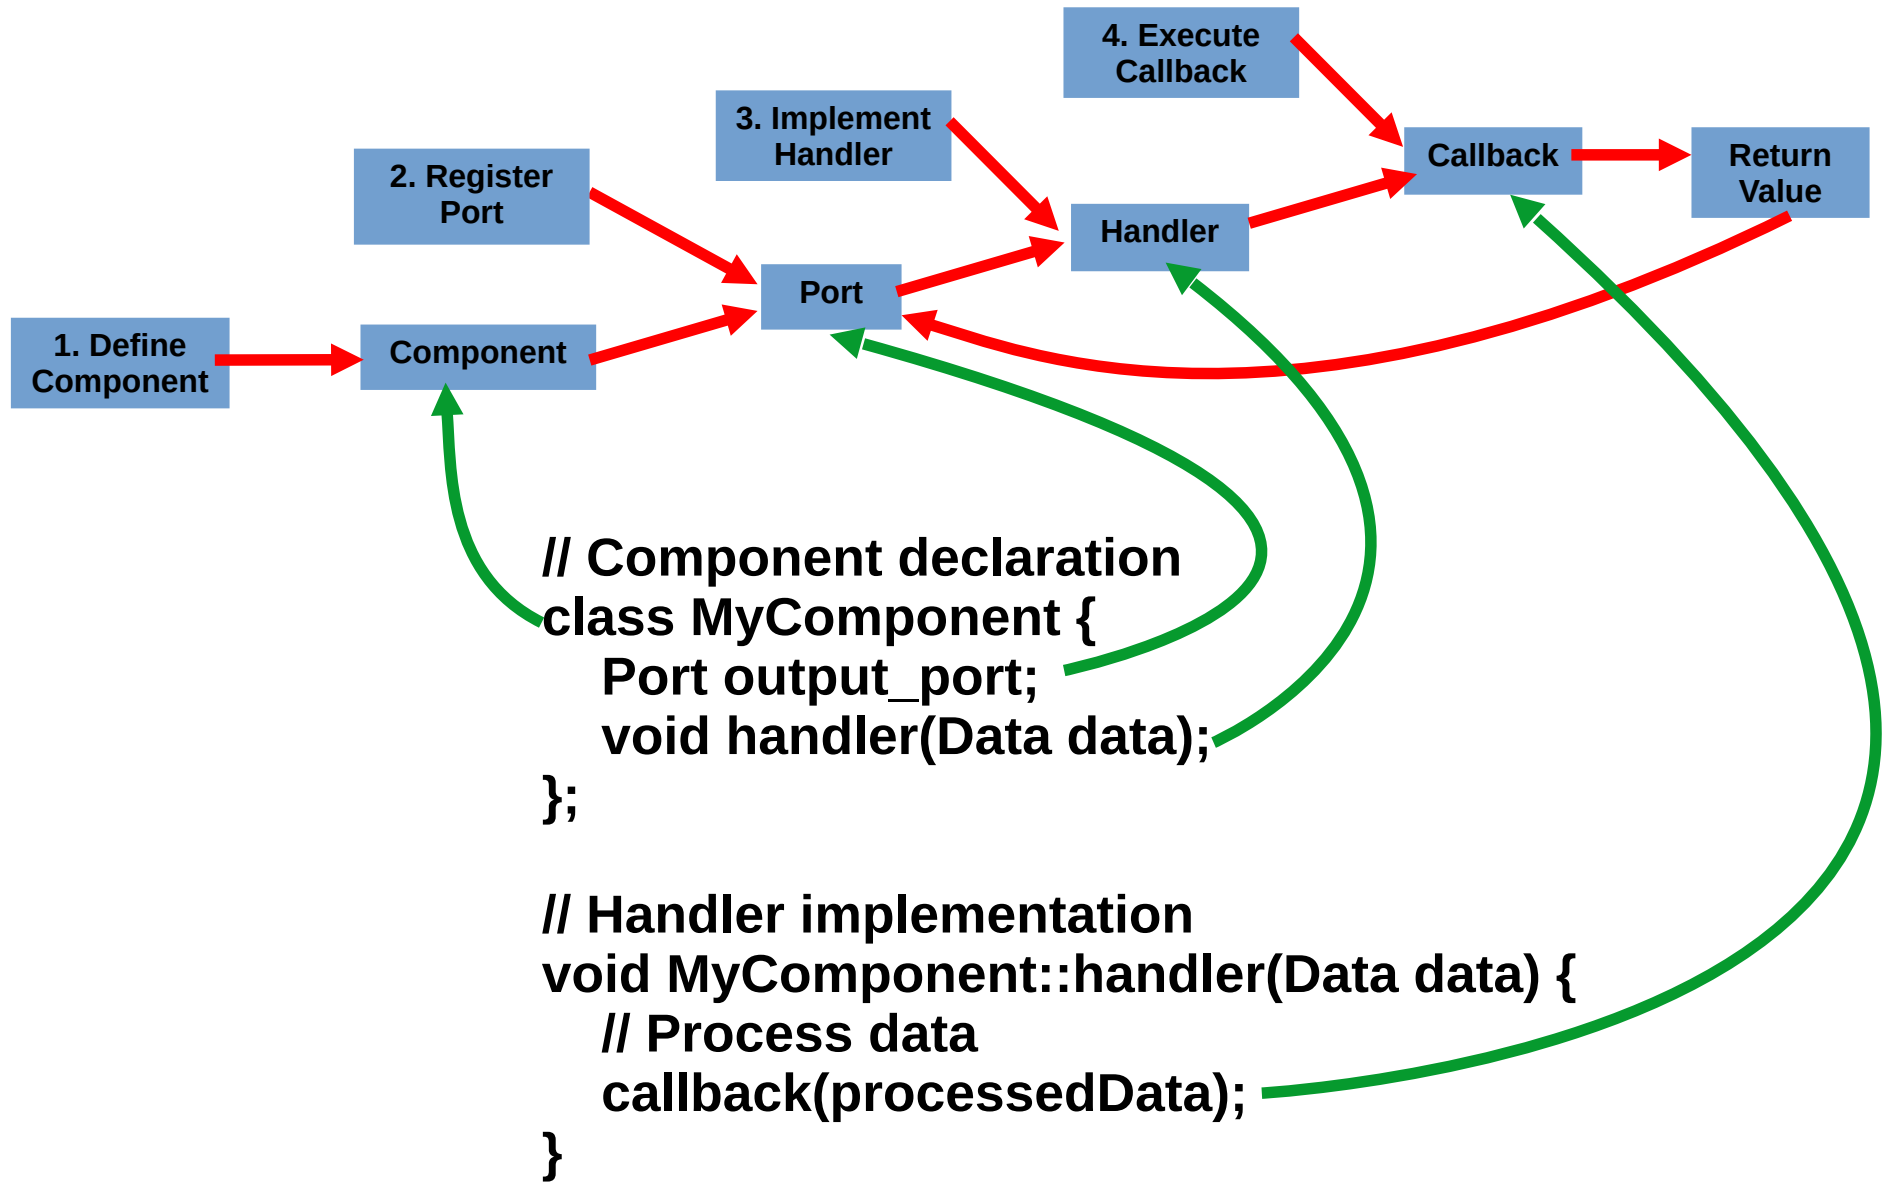 4. Execute
Callback
3. Implement
Handler
2. Register
Port
Callback
Return
Value
Handler
Port
1. Define
Component
Component
// Component declaration
class MyComponent {
    Port output_port;
    void handler(Data data);
};

// Handler implementation
void MyComponent::handler(Data data) {
    // Process data
    callback(processedData);
}